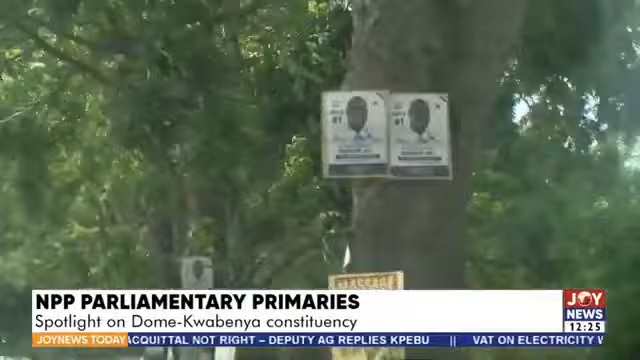 #1
#1
MASSAGE
NPP PARLIAMENTARY PRIMARIES
Spotlight on Dome-Kwabenya constituency
JOY
NEWS
12:25
JOYNEWS TODAY
ACQUITTAL NOT RIGHT – DEPUTY AG REPLIES KPEBU || VAT ON ELECTRICITY W